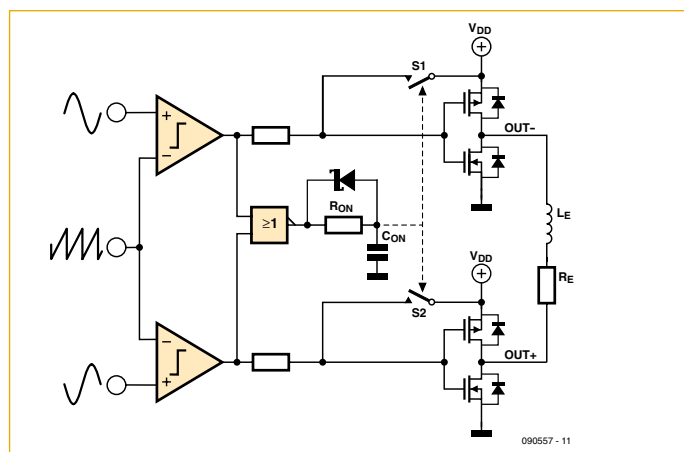 VDD
S1
+
−
OUT−
≥1
RON
CON
LE
RE
VDD
S2
−
+
OUT+
090557 - 11